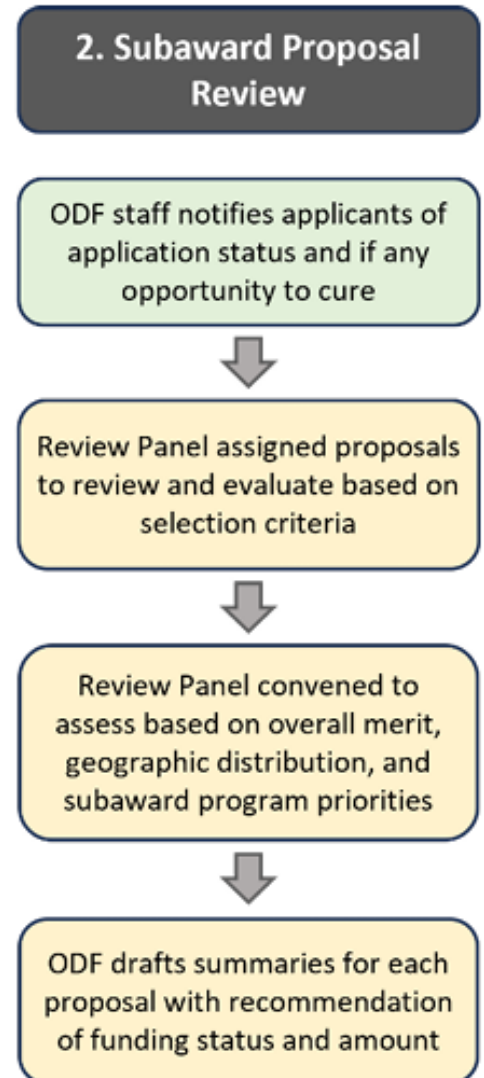 2. Subaward Proposal
Review
ODF staff notifies applicants of
application status and if any
opportunity to cure
Review Panel assigned proposals
to review and evaluate based on
selection criteria
Review Panel convened to
assess based on overall merit,
geographic distribution, and
subaward program priorities
ODF drafts summaries for each
proposal with recommendation
of funding status and amount